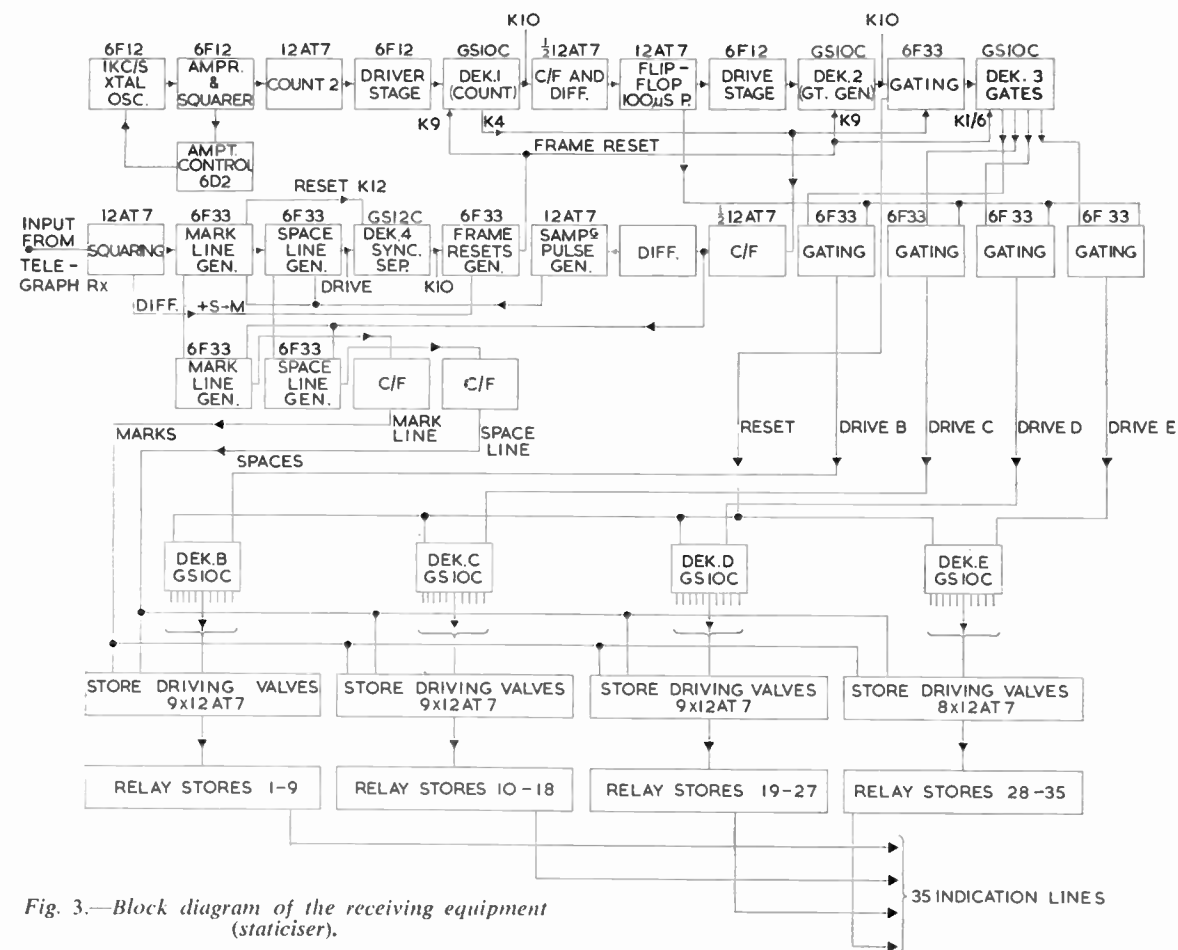 K10
K10
6F12
6F12
12AT7
6F12
GS10C
½12AT7
12AT7
6F12
GS10C
6F33
GS10C
1KC/S
XTAL
OSC.
AMPR.
&
SQUARER
COUNT 2
DRIVER
STAGE
DEK.1
(COUNT)
C/F AND
DIFF.
FLIP-
FLOP
100µS P.
DRIVE
STAGE
DEK.2
(GT. GEN.)
GATING
DEK. 3
GATES
K9
K4
K9
K1/6
FRAME RESET
AMPT.
CONTROL
6D2
RESET K12
INPUT
FROM
TELE-
GRAPH Rx
12AT7
6F33
6F33
GS12C
6F33
12AT7
½12AT7
6F33
6F33
6F33
6F33
SQUARING
MARK
LINE
GEN.
SPACE
LINE
GEN.
DEK.4
SYNC.
SEP.
FRAME
RESETS
GEN.
SAMPG
PULSE
GEN.
DIFF.
C/F
GATING
GATING
GATING
GATING
DRIVE
K10
DIFF.
+S→M
6F33
6F33
MARK
LINE
GEN.
SPACE
LINE
GEN.
C/F
C/F
MARKS
MARK
LINE
SPACES
SPACE
LINE
RESET
DRIVE B
DRIVE C
DRIVE D
DRIVE E
DEK.B
GS10C
DEK.C
GS10C
DEK.D
GS10C
DEK.E
GS10C
STORE DRIVING VALVES
9x12AT7
STORE DRIVING VALVES
9x12AT7
STORE DRIVING VALVES
9x12AT7
STORE DRIVING VALVES
8x12AT7
RELAY STORES 1-9
RELAY STORES 10-18
RELAY STORES 19-27
RELAY STORES 28-35
35 INDICATION LINES
Fig. 3.—Block diagram of the receiving equipment
(staticiser).